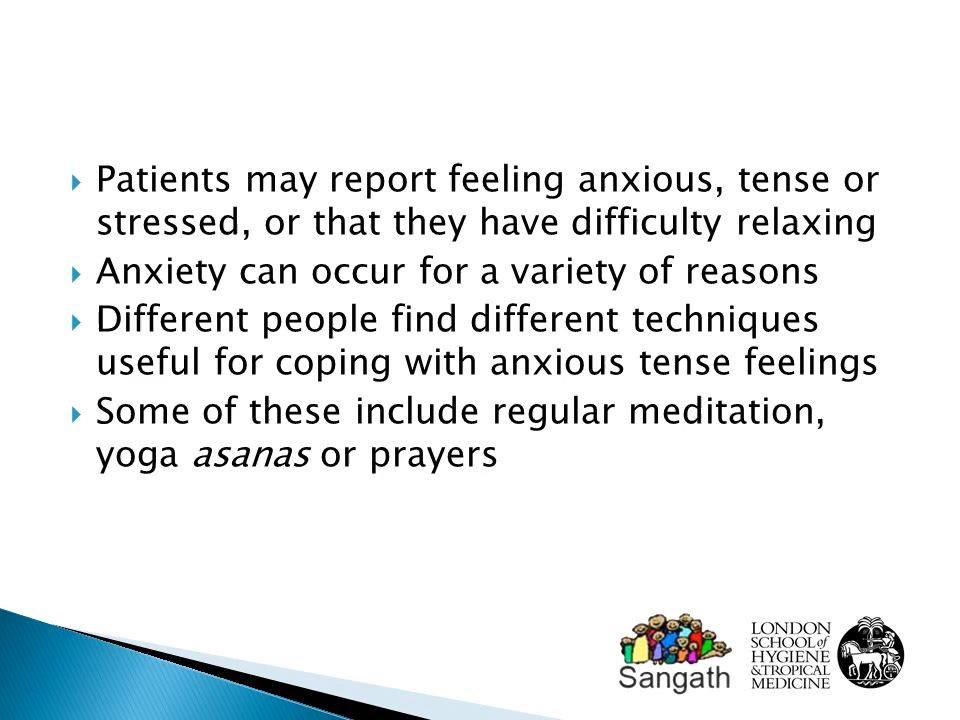 Patients may report feeling anxious, tense or
stressed, or that they have difficulty relaxing
Anxiety can occur for a variety of reasons
Different people find different techniques
useful for coping with anxious tense feelings
Some of these include regular meditation,
yoga asanas or prayers
Sangath
LONDON
SCHOOL of
HYGIENE
& TROPICAL
MEDICINE